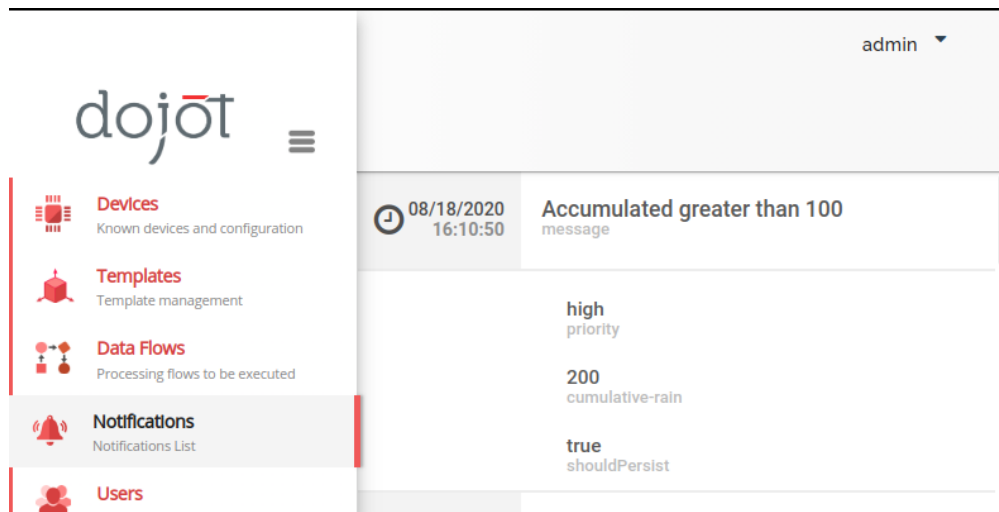 admin
dojot
Devices
Known devices and configuration
Templates
Template management
Data Flows
Processing flows to be executed
Notifications
Notifications List
Users
08/18/2020
16:10:50
Accumulated greater than 100
message
high
priority
200
cumulative-rain
true
shouldPersist